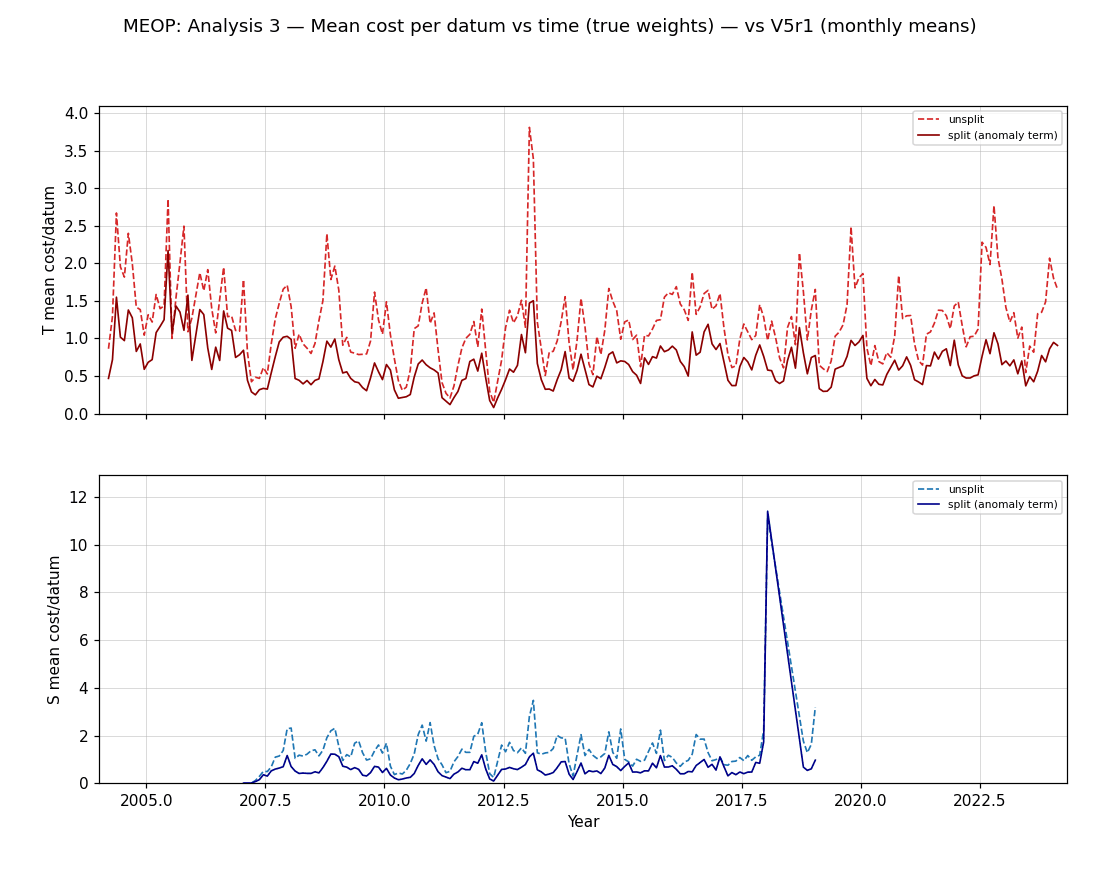 MEOP: Analysis 3 — Mean cost per datum vs time (true weights) — vs V5r1 (monthly means)
T mean cost/datum
4.0
3.5
3.0
2.5
2.0
1.5
1.0
0.5
0.0
unsplit
split (anomaly term)
S mean cost/datum
12
10
8
6
4
2
0
unsplit
split (anomaly term)
2005.0 2007.5 2010.0 2012.5 2015.0 2017.5 2020.0 2022.5
Year